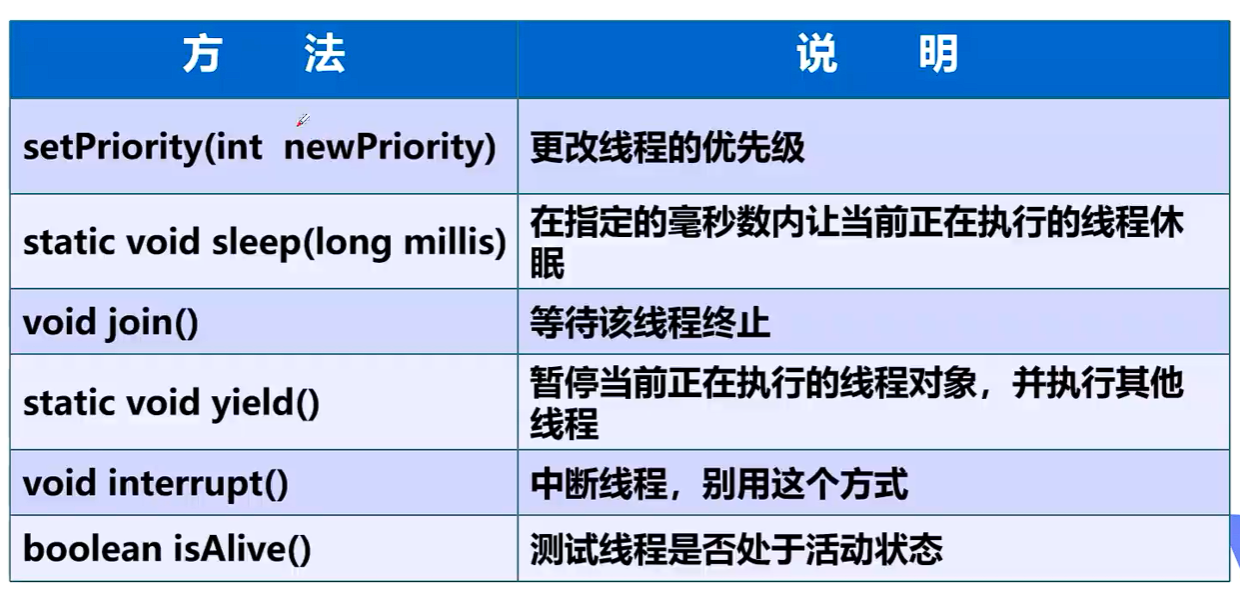 方 法
说 明
setPriority(int newPriority)
更改线程的优先级
static void sleep(long millis)
在指定的毫秒数内让当前正在执行的线程休
眠
void join()
等待该线程终止
static void yield()
暂停当前正在执行的线程对象，并执行其他
线程
void interrupt()
中断线程，别用这个方式
boolean isAlive()
测试线程是否处于活动状态